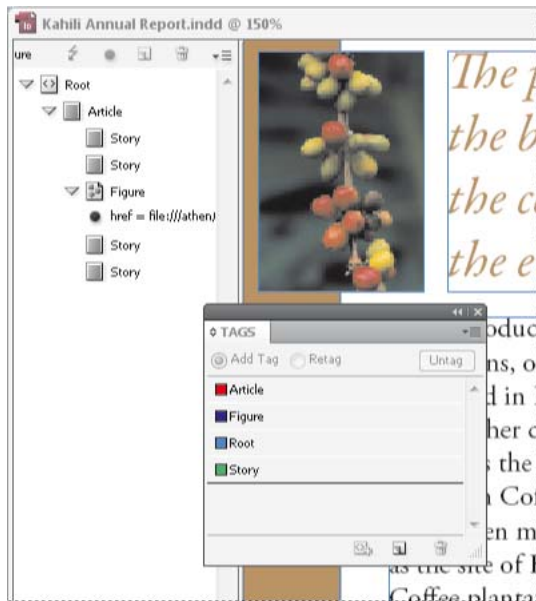 Kahili Annual Report.indd @ 150%
ure
Root
Article
Story
Story
Figure
href = file:///athen/
Story
Story
The p
the b
the co
the e
TAGS
Add Tag
Retag
Untag
Article
Figure
Root
Story
oduc
ns, o
d in
her c
s the
Cof
en m
as the site of
Coffee planta